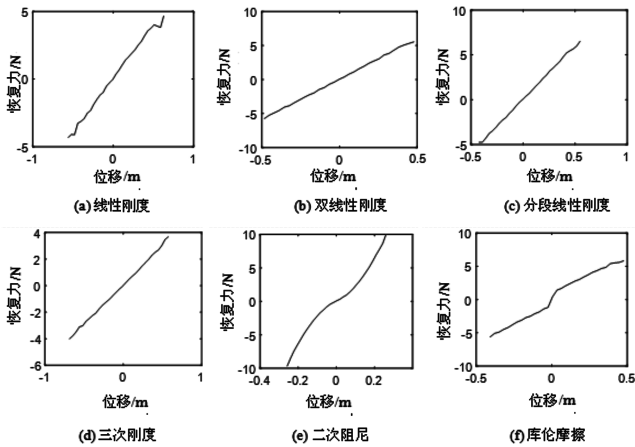 恢复力/N
5
0
-5
-1
0
1
位移/m
(a) 线性刚度
恢复力/N
10
5
0
-5
-10
-0.5
0
0.5
位移/m
(b) 双线性刚度
恢复力/N
10
5
0
-5
-0.5
0
0.5
1
位移/m
(c) 分段线性刚度
恢复力/N
4
2
0
-2
-4
-6
-1
0
1
位移/m
(d) 三次刚度
恢复力/N
10
5
0
-5
-10
-0.4
-0.2
0
0.2
位移/m
(e) 二次阻尼
恢复力/N
10
5
0
-5
-10
-0.5
0
0.5
位移/m
(f) 库伦摩擦